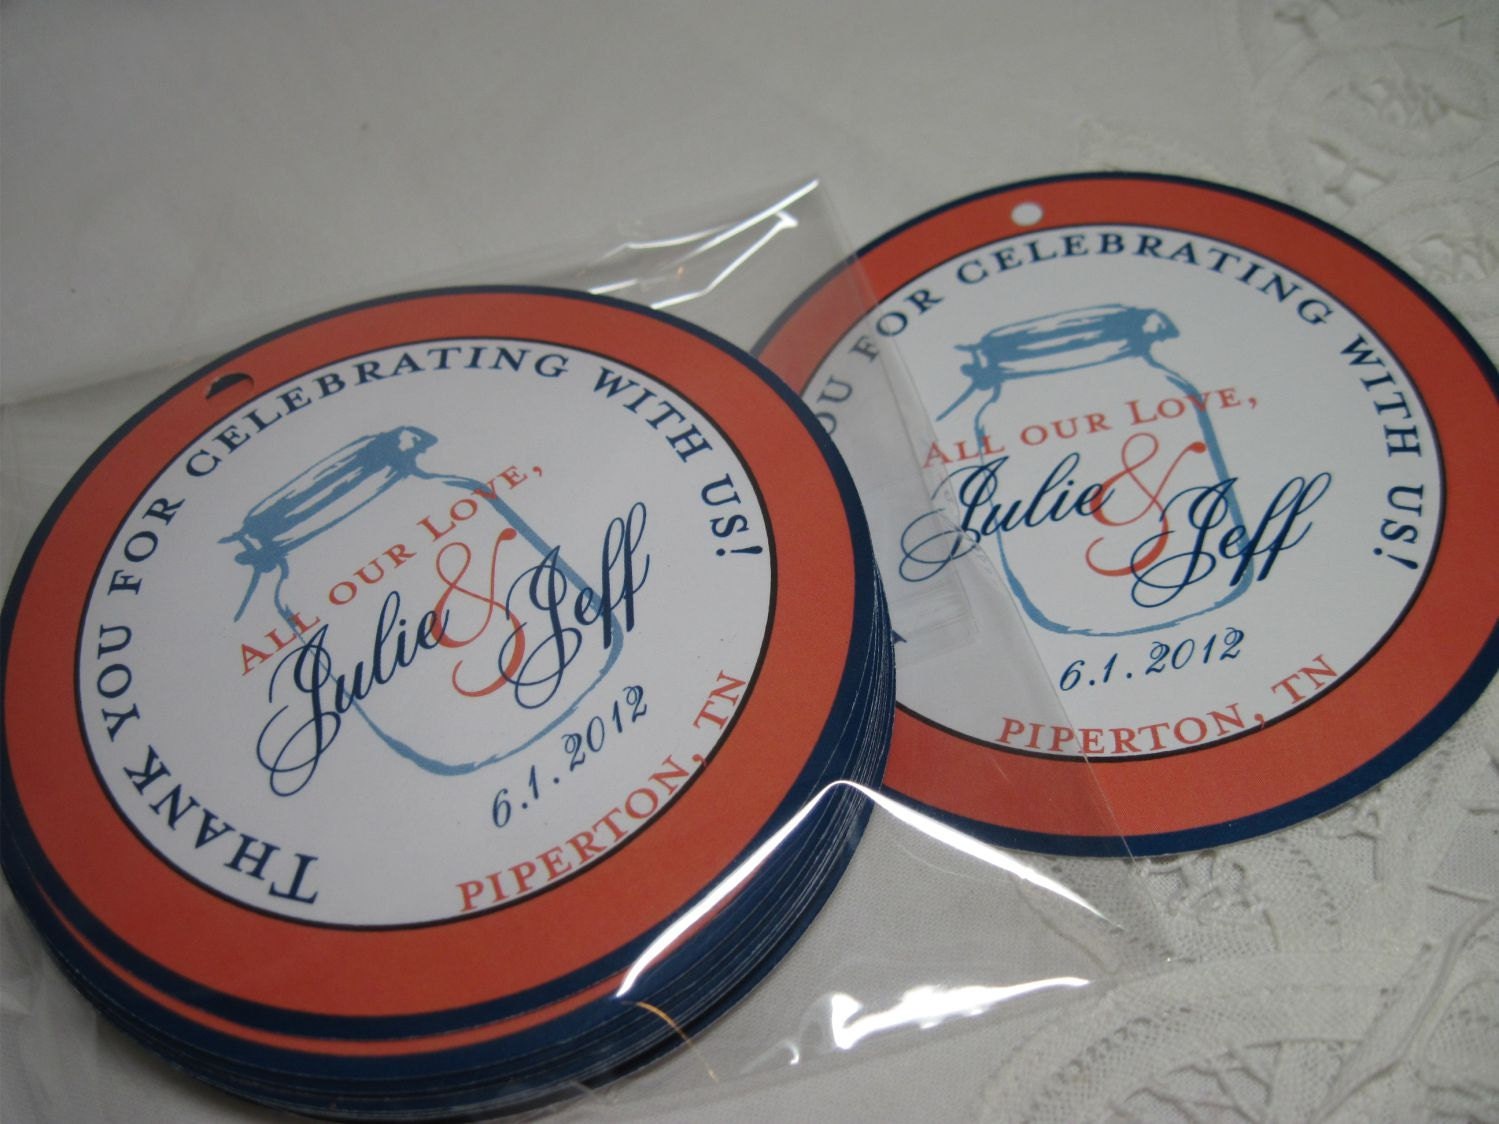 THANK YOU FOR CELEBRATING WITH US!
ALL OUR LOVE,
Julie & Jeff
6.1.2012
PIPERTON, TN
YOU FOR CELEBRATING WITH US!
ALL OUR LOVE,
Julie & Jeff
6.1.2012
PIPERTON, TN